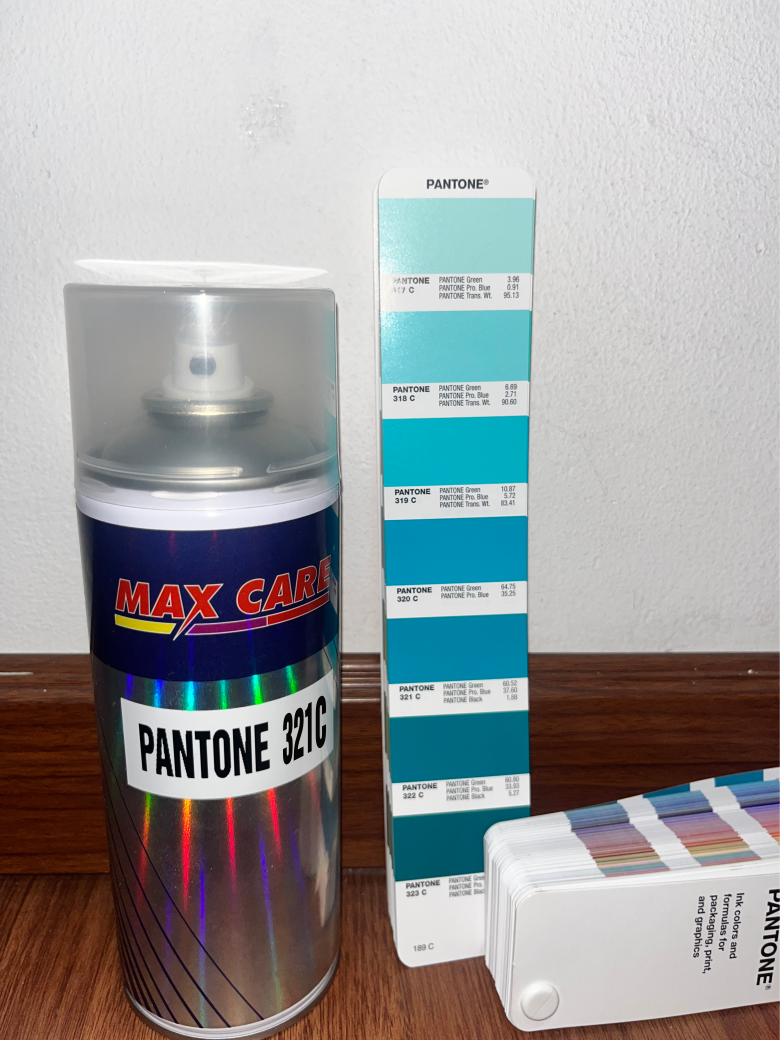 MAX CARE
PANTONE 321C
PANTONE®
PANTONE PANTONE Green 3.96
C PANTONE Pro. Blue 0.91
PANTONE Trans. Wt. 95.13
PANTONE PANTONE Green 6.69
318 C PANTONE Pro. Blue 2.71
PANTONE Trans. Wt. 90.60
PANTONE PANTONE Green 10.87
319 C PANTONE Pro. Blue 5.72
PANTONE Trans. Wt. 83.41
PANTONE PANTONE Green 64.75
320 C PANTONE Pro. Blue 35.25
PANTONE PANTONE Green 60.52
321 C PANTONE Pro. Blue 37.60
PANTONE Black 1.88
PANTONE PANTONE Green
322 C PANTONE Pro. Blue
PANTONE Black 5.27
PANTONE PANTONE
323 C PANTONE Pro.
PANTONE
189 C
Ink colors and
formulas for
packaging, print,
and graphics
PANTONE®